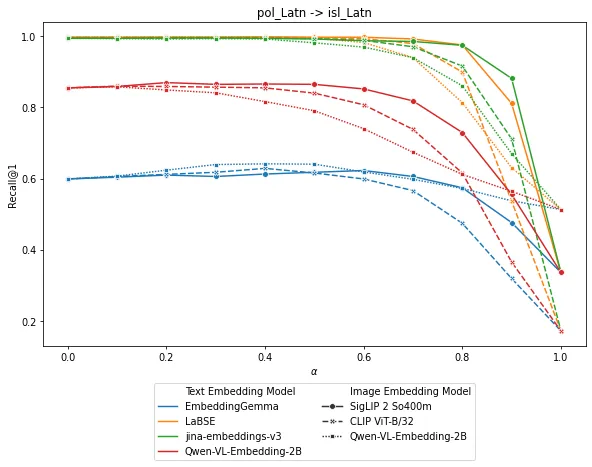 pol_Latn -> isl_Latn
Recall@1
1.0
0.8
0.6
0.4
0.2
0.0 0.2 0.4 0.6 0.8 1.0
α
Text Embedding Model Image Embedding Model
EmbeddingGemma SigLIP 2 So400m
LaBSE CLIP ViT-B/32
jina-embeddings-v3 Qwen-VL-Embedding-2B
Qwen-VL-Embedding-2B